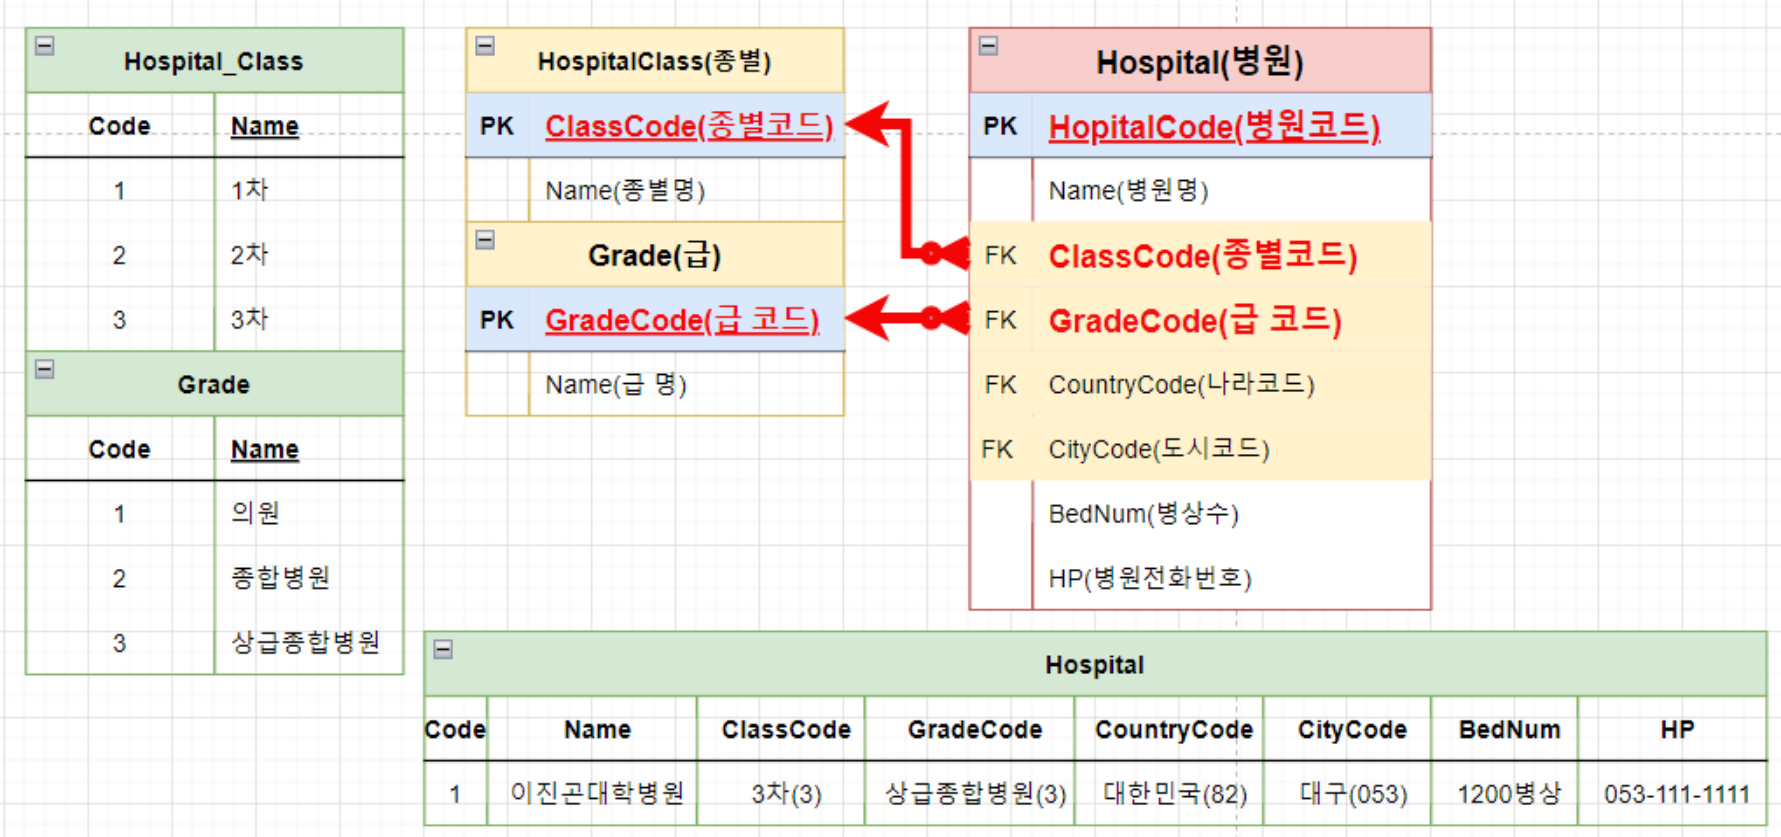 Hospital_Class
Code Name
1 1차
2 2차
3 3차
Grade
Code Name
1 의원
2 종합병원
3 상급종합병원
HospitalClass(종별)
PK ClassCode(종별코드)
Name(종별명)
Grade(급)
PK GradeCode(급 코드)
Name(급 명)
Hospital(병원)
PK HopitalCode(병원코드)
Name(병원명)
FK ClassCode(종별코드)
FK GradeCode(급 코드)
FK CountryCode(나라코드)
FK CityCode(도시코드)
BedNum(병상수)
HP(병원전화번호)
Hospital
Code Name ClassCode GradeCode CountryCode CityCode BedNum HP
1 이진곤대학병원 3차(3) 상급종합병원(3) 대한민국(82) 대구(053) 1200병상 053-111-1111